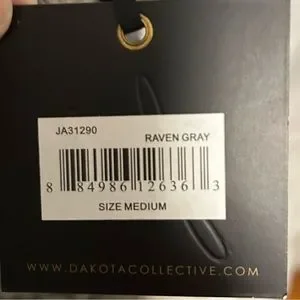 JA31290
RAVEN GRAY
8 84986 12636 3
SIZE MEDIUM
WWW.DAKOTACOLLECTIVE.COM